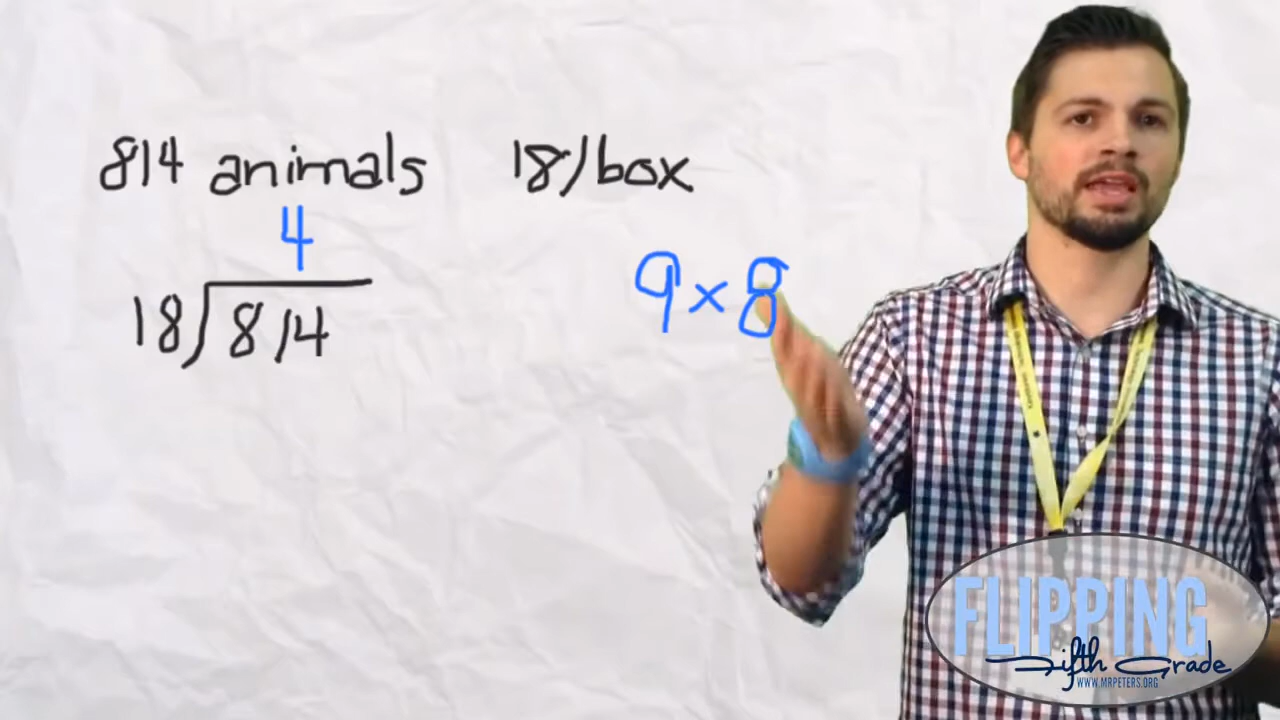 814 animals 18/box
4
18 814
9×8
FLIPPING
Fifth Grade
WWW.MRPETERS.ORG